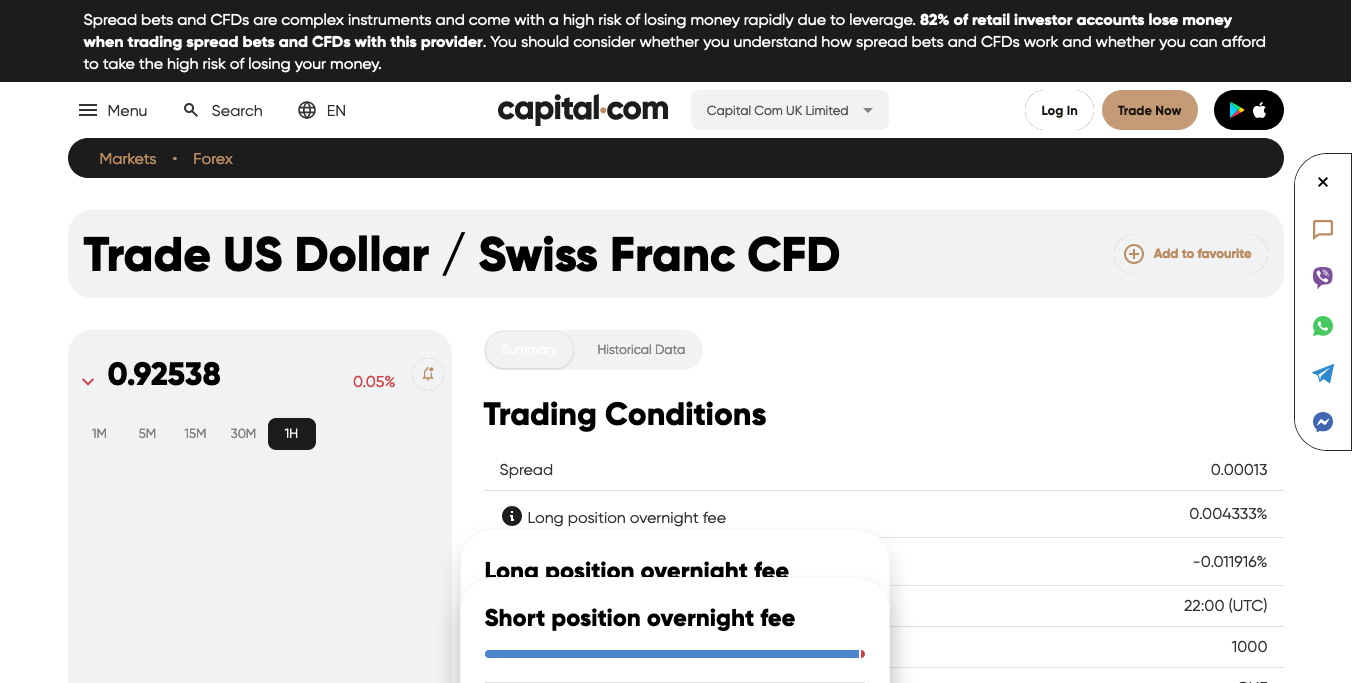 Spread bets and CFDs are complex instruments and come with a high risk of losing money rapidly due to leverage. 82% of retail investor accounts lose money
when trading spread bets and CFDs with this provider. You should consider whether you understand how spread bets and CFDs work and whether you can afford
to take the high risk of losing your money.
Menu Search EN capital.com Capital Com UK Limited Log In Trade Now
Markets • Forex
Trade US Dollar / Swiss Franc CFD Add to favourite
0.92538 0.05%
1M 5M 15M 30M 1H
Summary Historical Data
Trading Conditions
Spread 0.00013
Long position overnight fee 0.004333%
Long position overnight fee -0.011916%
Short position overnight fee 22:00 (UTC)
1000